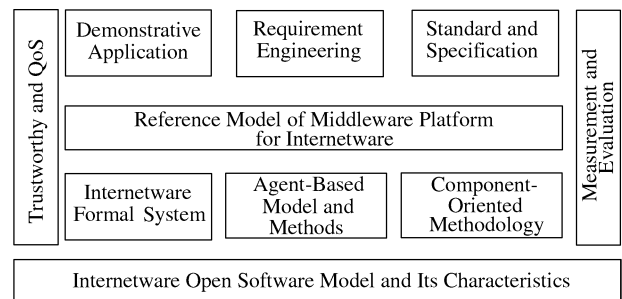 Trustworthy and QoS
Demonstrative
Application
Requirement
Engineering
Standard and
Specification
Reference Model of Middleware Platform
for Internetware
Internetware
Formal System
Agent-Based
Model and
Methods
Component-
Oriented
Methodology
Measurement and
Evaluation
Internetware Open Software Model and Its Characteristics